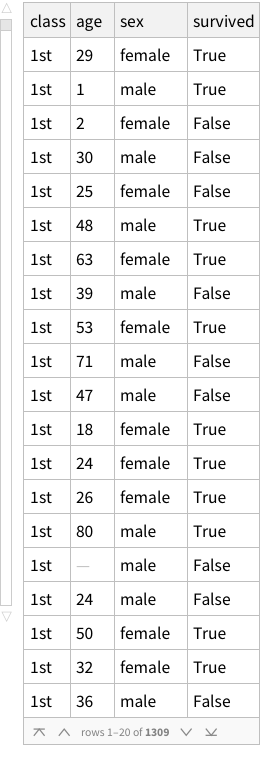 class age sex survived
1st 29 female True
1st 1 male True
1st 2 female False
1st 30 male False
1st 25 female False
1st 48 male True
1st 63 female True
1st 39 male False
1st 53 female True
1st 71 male False
1st 47 male False
1st 18 female True
1st 24 female True
1st 26 female True
1st 80 male True
1st — male False
1st 24 male False
1st 50 female True
1st 32 female True
1st 36 male False
rows 1–20 of 1309